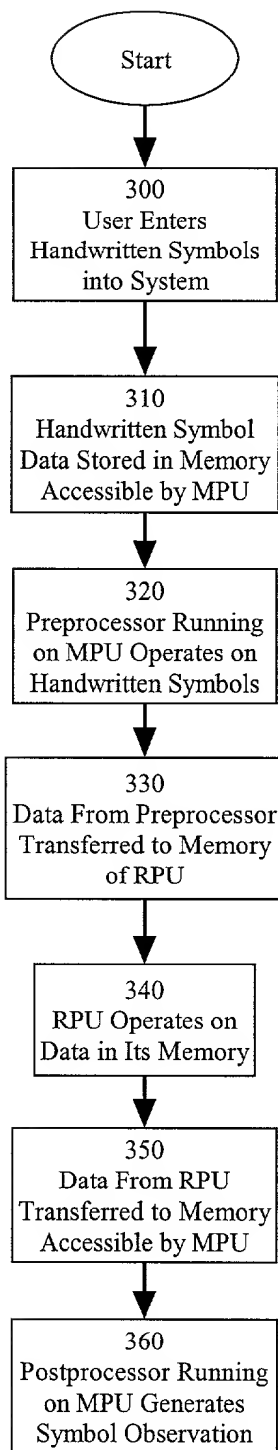 Start
300
User Enters
Handwritten Symbols
into System
310
Handwritten Symbol
Data Stored in Memory
Accessible by MPU
320
Preprocessor Running
on MPU Operates on
Handwritten Symbols
330
Data From Preprocessor
Transferred to Memory
of RPU
340
RPU Operates on
Data in Its Memory
350
Data From RPU
Transferred to Memory
Accessible by MPU
360
Postprocessor Running
on MPU Generates
Symbol Observation